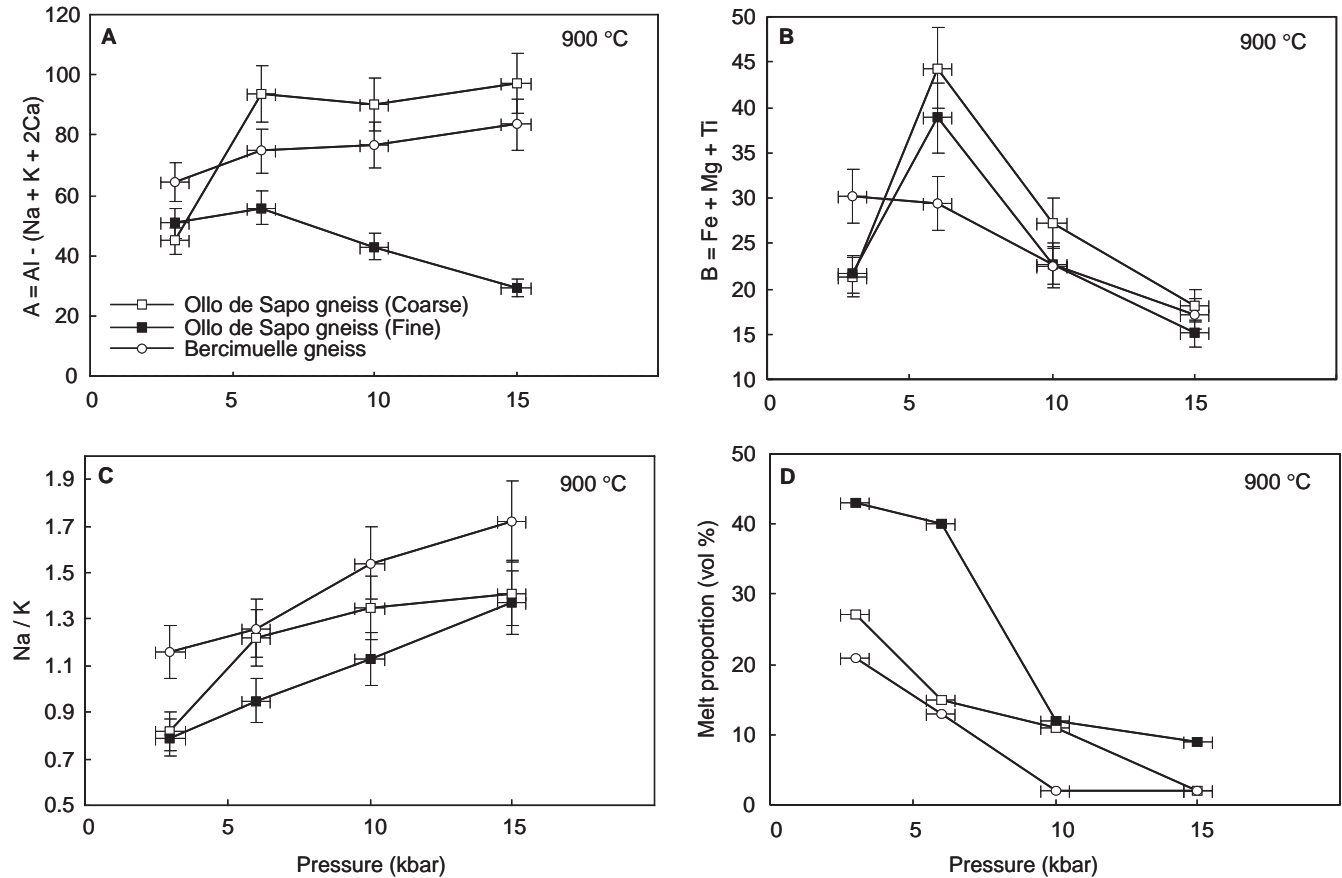 A
900 °C
A = Al - (Na + K + 2Ca)
120
100
80
60
40
20
0
Ollo de Sapo gneiss (Coarse)
Ollo de Sapo gneiss (Fine)
Bercimuelle gneiss
0 5 10 15
B
900 °C
B = Fe + Mg + Ti
50
45
40
35
30
25
20
15
10
0 5 10 15
C
900 °C
Na / K
1.9
1.7
1.5
1.3
1.1
0.9
0.7
0.5
0 5 10 15
Pressure (kbar)
D
900 °C
Melt proportion (vol %)
50
40
30
20
10
0
0 5 10 15
Pressure (kbar)